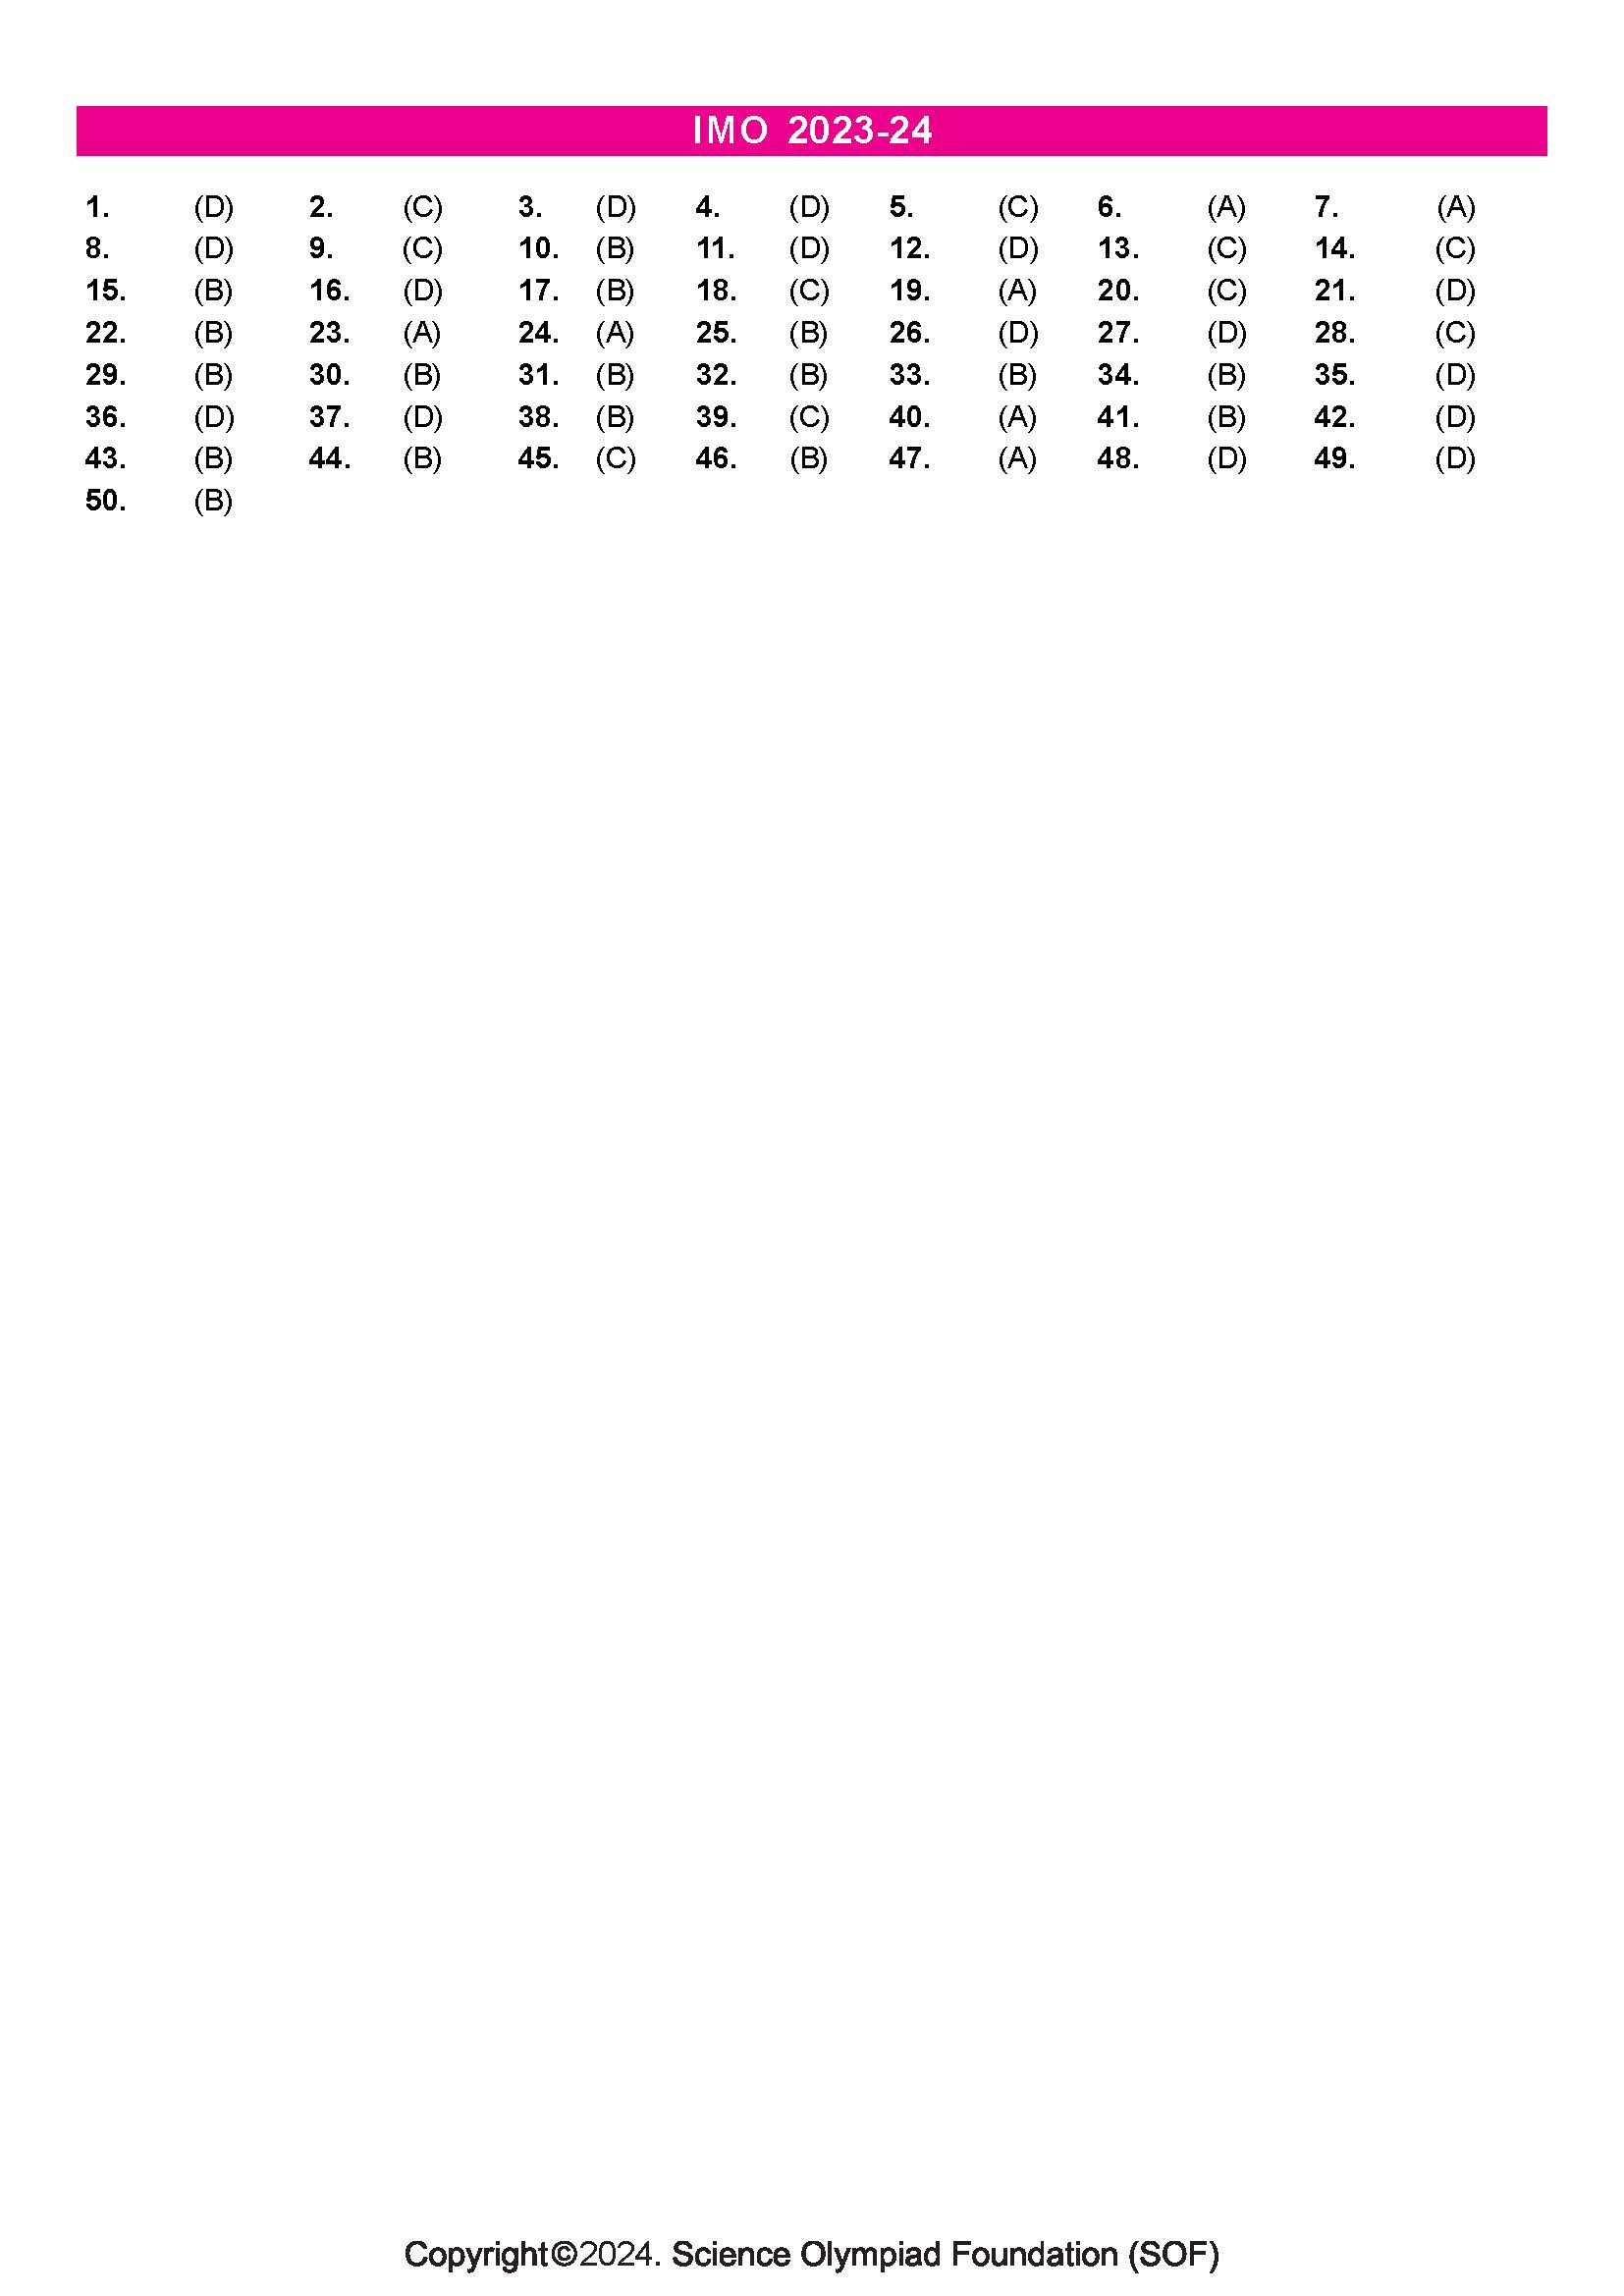 IMO 2023-24
1. (D) 2. (C) 3. (D) 4. (D) 5. (C) 6. (A) 7. (A)
8. (D) 9. (C) 10. (B) 11. (D) 12. (D) 13. (C) 14. (C)
15. (B) 16. (D) 17. (B) 18. (C) 19. (A) 20. (C) 21. (D)
22. (B) 23. (A) 24. (A) 25. (B) 26. (D) 27. (D) 28. (C)
29. (B) 30. (B) 31. (B) 32. (B) 33. (B) 34. (B) 35. (D)
36. (D) 37. (D) 38. (B) 39. (C) 40. (A) 41. (B) 42. (D)
43. (B) 44. (B) 45. (C) 46. (B) 47. (A) 48. (D) 49. (D)
50. (B)
Copyright©2024. Science Olympiad Foundation (SOF)